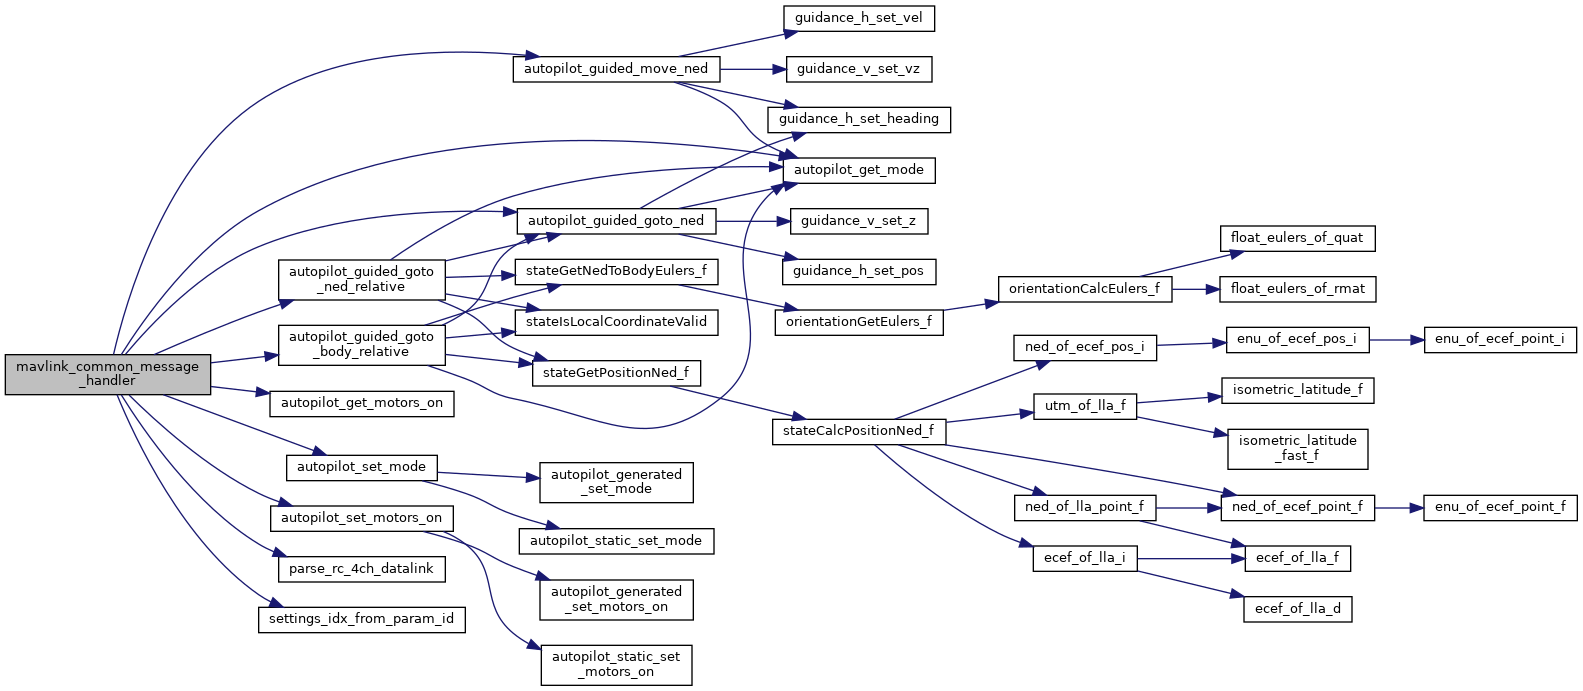 mavlink_common_message
_handler
autopilot_guided_move_ned
guidance_h_set_vel
guidance_v_set_vz
guidance_h_set_heading
autopilot_get_mode
autopilot_guided_goto_ned
guidance_v_set_z
guidance_h_set_pos
autopilot_guided_goto
_ned_relative
stateGetNedToBodyEulers_f
orientationGetEulers_f
orientationCalcEulers_f
float_eulers_of_quat
float_eulers_of_rmat
stateIsLocalCoordinateValid
stateGetPositionNed_f
stateCalcPositionNed_f
ned_of_ecef_pos_i
enu_of_ecef_pos_i
enu_of_ecef_point_i
utm_of_lla_f
isometric_latitude_f
isometric_latitude
_fast_f
ned_of_lla_point_f
ned_of_ecef_point_f
enu_of_ecef_point_f
ecef_of_lla_i
ecef_of_lla_f
ecef_of_lla_d
autopilot_guided_goto
_body_relative
autopilot_get_motors_on
autopilot_set_mode
autopilot_generated
_set_mode
autopilot_static_set_mode
autopilot_set_motors_on
autopilot_generated
_set_motors_on
autopilot_static_set
_motors_on
parse_rc_4ch_datalink
settings_idx_from_param_id